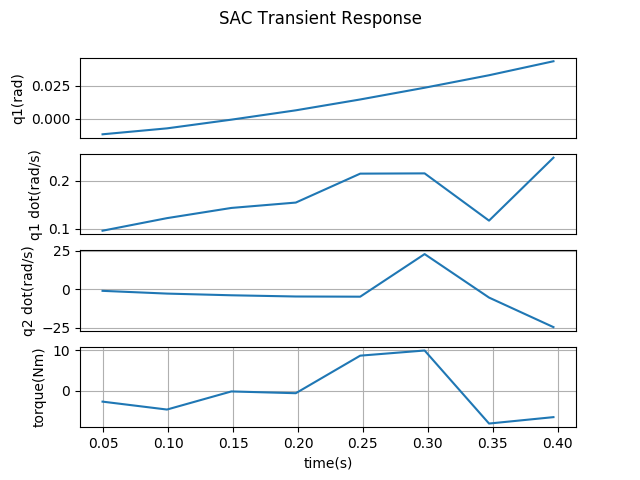 SAC Transient Response
q1(rad)
0.025
0.000
q1 dot(rad/s)
0.2
0.1
q2 dot(rad/s)
25
0
−25
torque(Nm)
10
0
0.05 0.10 0.15 0.20 0.25 0.30 0.35 0.40
time(s)